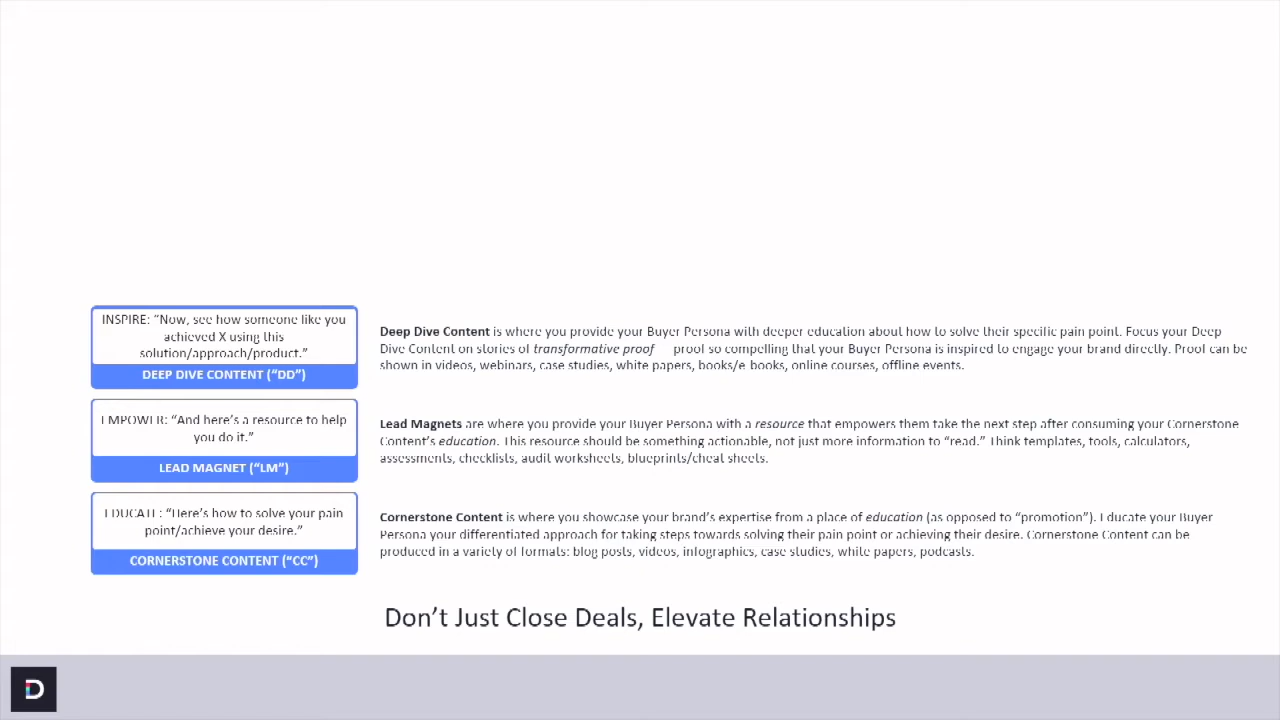 INSPIRE: “Now, see how someone like you
achieved X using this
solution/approach/product.”
DEEP DIVE CONTENT (“DD”)
Deep Dive Content is where you provide your Buyer Persona with deeper education about how to solve their specific pain point. Focus your Deep
Dive Content on stories of transformative proof proof so compelling that your Buyer Persona is inspired to engage your brand directly. Proof can be
shown in videos, webinars, case studies, white papers, books/e books, online courses, offline events.
EMPOWER: “And here’s a resource to help
you do it.”
LEAD MAGNET (“LM”)
Lead Magnets are where you provide your Buyer Persona with a resource that empowers them take the next step after consuming your Cornerstone
Content’s education. This resource should be something actionable, not just more information to “read.” Think templates, tools, calculators,
assessments, checklists, audit worksheets, blueprints/cheat sheets.
EDUCATE: “Here’s how to solve your pain
point/achieve your desire.”
CORNERSTONE CONTENT (“CC”)
Cornerstone Content is where you showcase your brand’s expertise from a place of education (as opposed to “promotion”). Educate your Buyer
Persona your differentiated approach for taking steps towards solving their pain point or achieving their desire. Cornerstone Content can be
produced in a variety of formats: blog posts, videos, infographics, case studies, white papers, podcasts.
Don’t Just Close Deals, Elevate Relationships
D